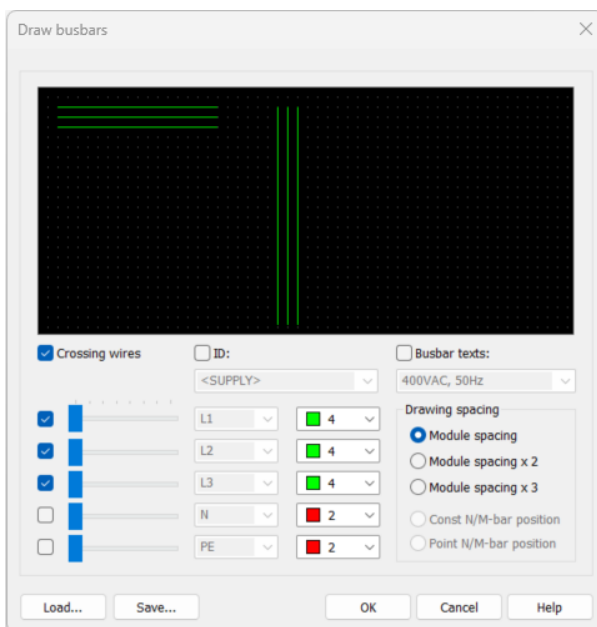 Draw busbars
Crossing wires
ID:
Busbar texts:
<SUPPLY>
400VAC, 50Hz
L1
4
L2
4
L3
4
N
2
PE
2
Drawing spacing
Module spacing
Module spacing x 2
Module spacing x 3
Const N/M-bar position
Point N/M-bar position
Load...
Save...
OK
Cancel
Help